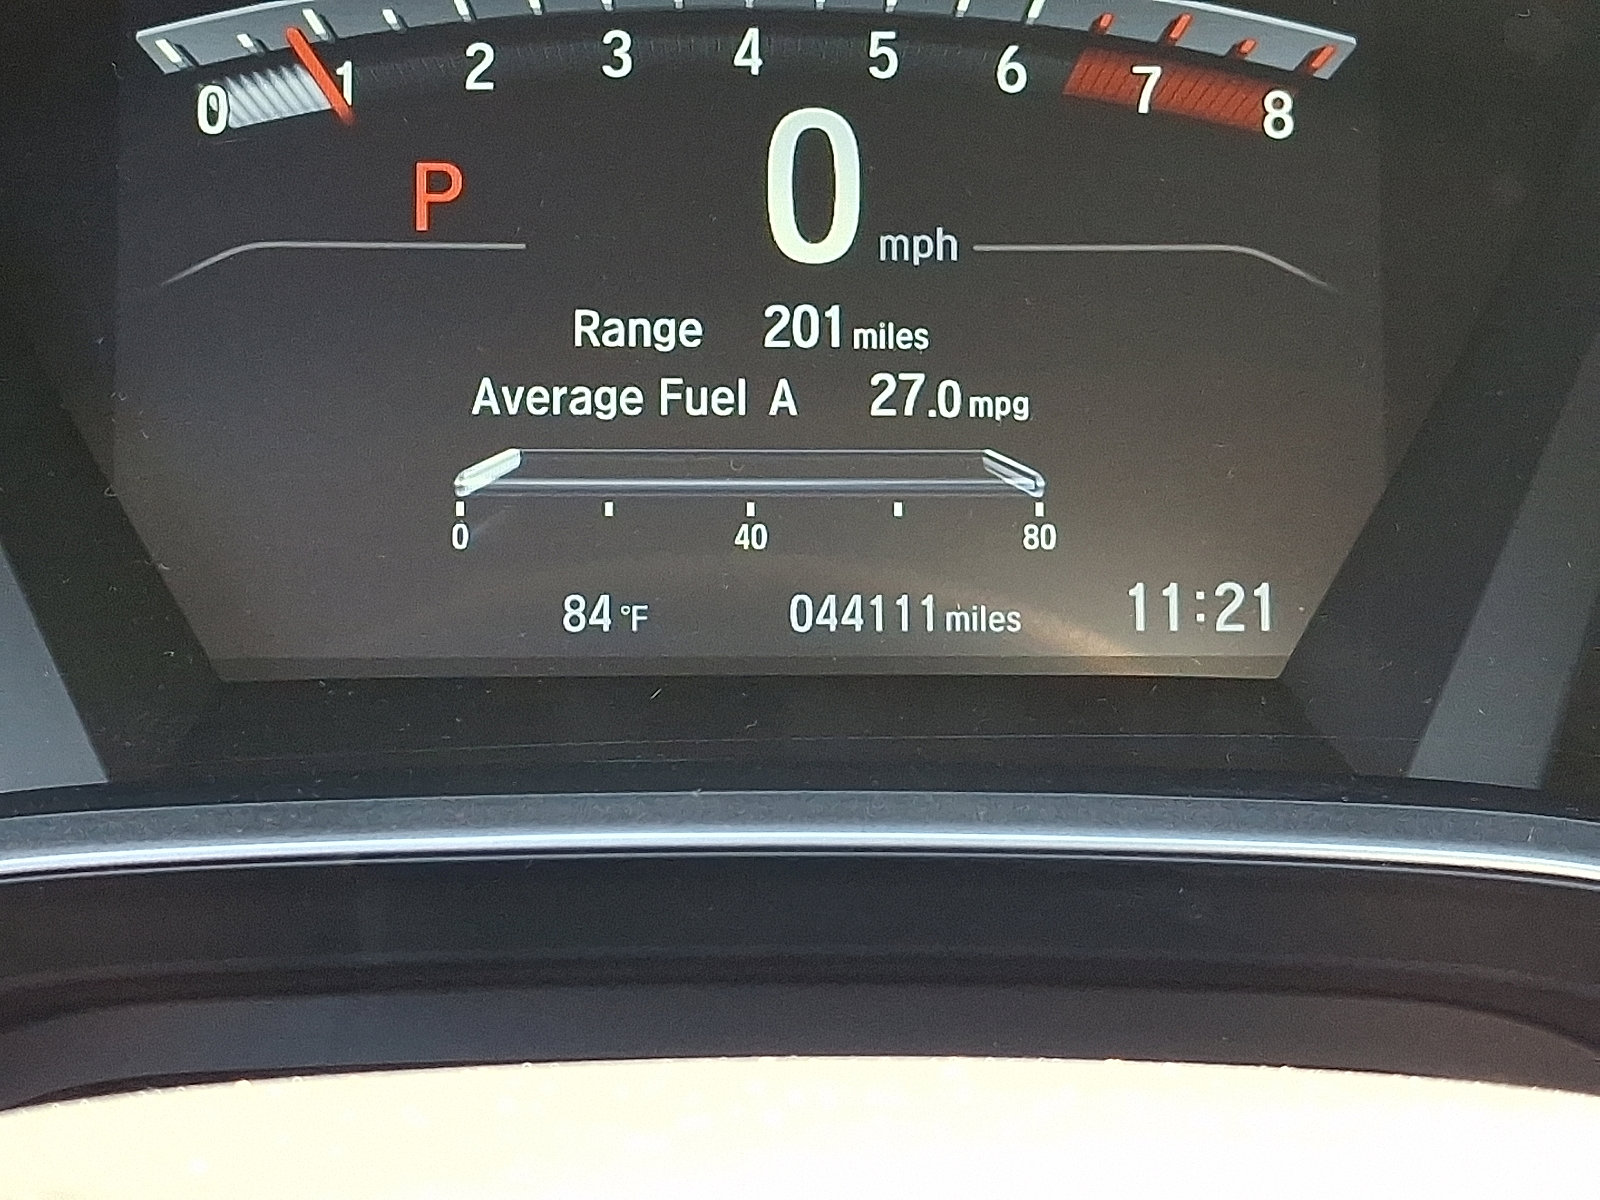 0 1 2 3 4 5 6 7 8
P
0 mph
Range 201 miles
Average Fuel A 27.0 mpg
0 40 80
84 °F 044111 miles 11:21